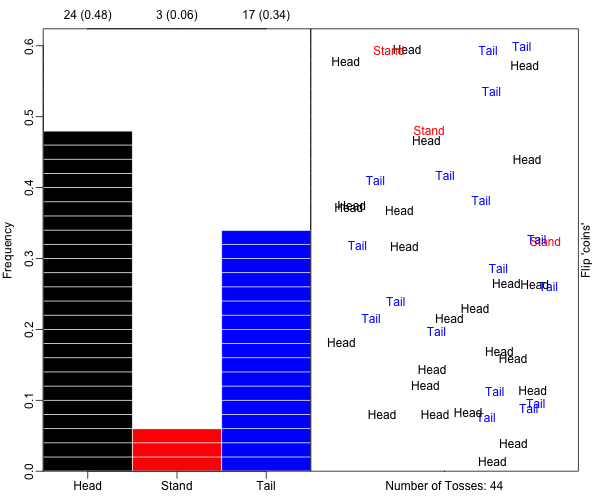 24 (0.48) 3 (0.06) 17 (0.34)
Frequency
0.6
0.5
0.4
0.3
0.2
0.1
0.0
Head Stand Tail
Stand Head Tail Tail
Head Head
Tail
Stand
Head
Head
Tail Tail
Tail
Head Head Head
Tail Head Tail Stand
Tail
Head Head Tail
Tail Head
Tail Head
Tail
Head Head
Head
Head
Head Tail Head
Tail
Head Head Head Tail Tail
Head
Head
Flip 'coins'
Number of Tosses: 44